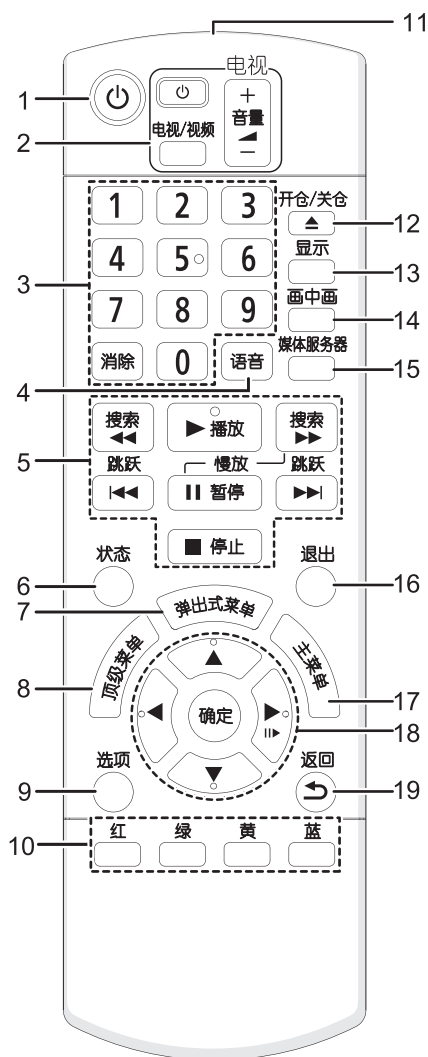 11
电视
1
+
音量
−
2
电视/视频
3
1 2 3
4 5 6
7 8 9
消除 0
开仓/关仓
12
显示
13
画中画
14
媒体服务器
15
4
语音
5
搜索 ◀◀
▶ 播放
搜索 ▶▶
跳跃
慢放
跳跃
|◀◀
暂停
▶▶|
■ 停止
状态
6
退出
16
7
弹出式菜单
8
顶级菜单
主菜单
17
确定
18
选项
9
返回
19
10
红 绿 黄 蓝